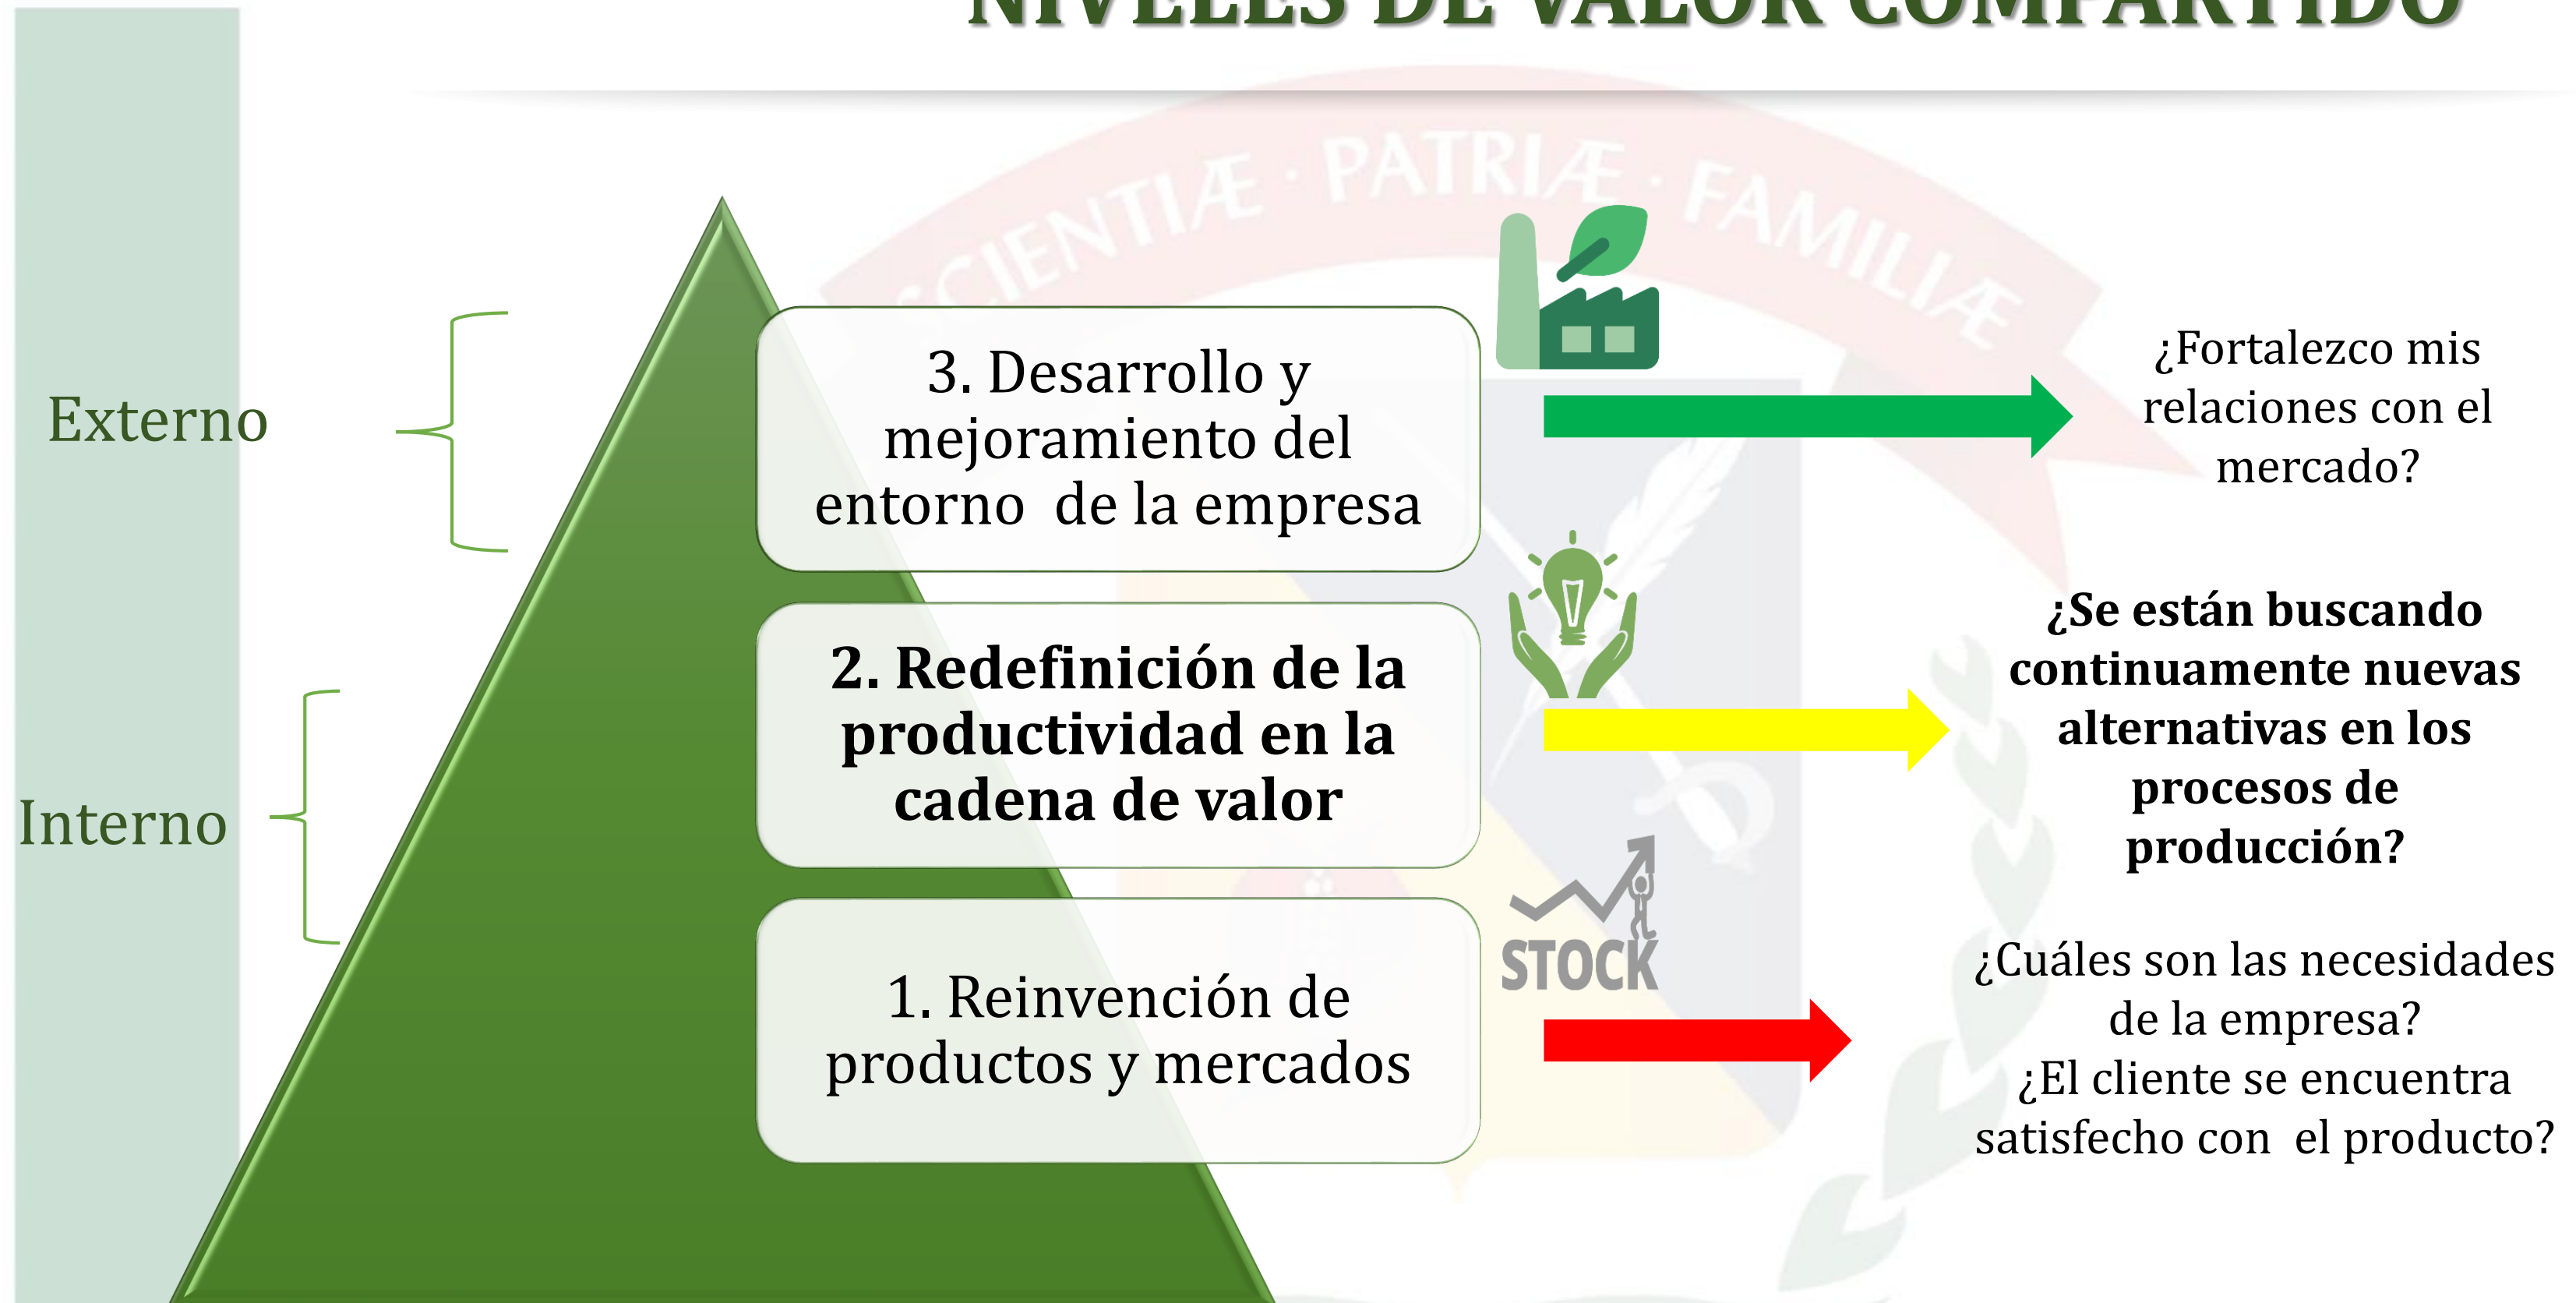 NIVELES DE VALOR COMPARTIDO
SCIENTIÆ · PATRIÆ · FAMILIÆ
Externo
3. Desarrollo y
mejoramiento del
entorno  de la empresa
¿Fortalezco mis
relaciones con el
mercado?
Interno
2. Redefinición de la
productividad en la
cadena de valor
¿Se están buscando
continuamente nuevas
alternativas en los
procesos de
producción?
1. Reinvención de
productos y mercados
STOCK
¿Cuáles son las necesidades
de la empresa?
¿El cliente se encuentra
satisfecho con  el producto?